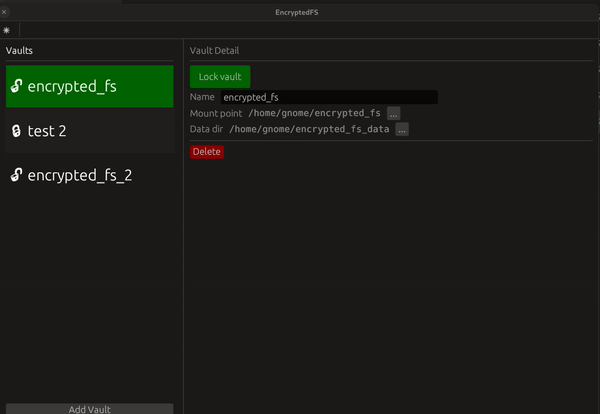 EncryptedFS
Vaults
encrypted_fs
test 2
encrypted_fs_2
Add Vault
Vault Detail
Lock vault
Name encrypted_fs
Mount point /home/gnome/encrypted_fs ...
Data dir /home/gnome/encrypted_fs_data ...
Delete